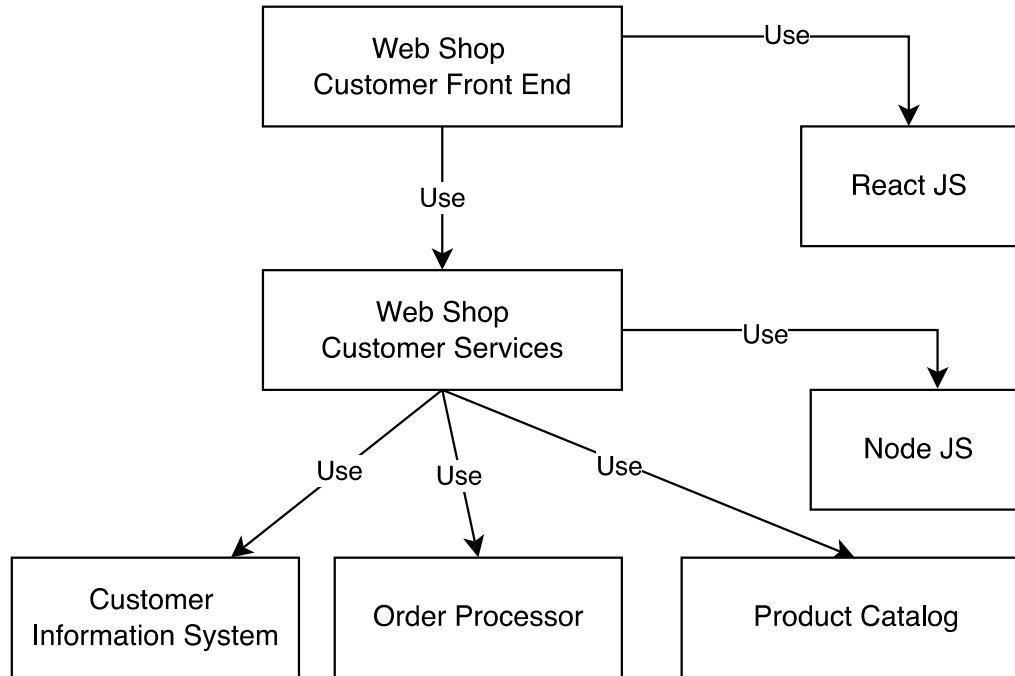 Web Shop
Customer Front End
Use
React JS
Use
Web Shop
Customer Services
Use
Node JS
Use
Use
Use
Customer
Information System
Order Processor
Product Catalog